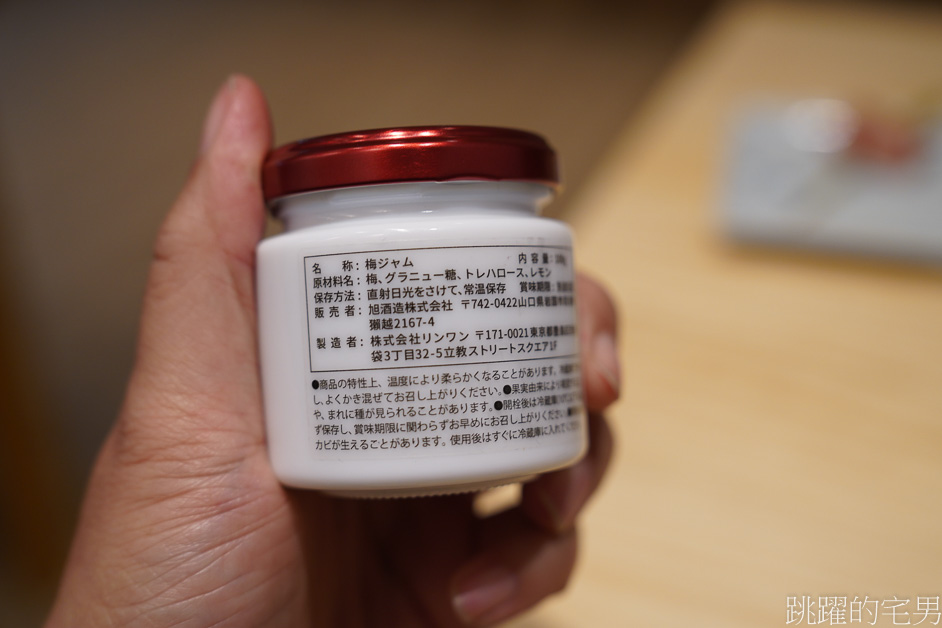 名　　称：梅ジャム　　内 容 量：
原材料名：梅、グラニュー糖、トレハロース、レモン
保存方法：直射日光をさけて、常温保存　賞味期限：
販 売 者：旭酒造株式会社 〒742-0422山口県岩国市
獺越2167-4
製 造 者：株式会社リンワン 〒171-0021東京都豊島区
袋3丁目32-5立教ストリートスクエア1F
●商品の特性上、温度により柔らかくなることがあります。
し、よくかき混ぜてお召し上がりください。●果実由来により
や、まれに種が見られることがあります。●開栓後は冷蔵庫
ず保存し、賞味期限に関わらずお早めにお召し上がりください。
カビが生えることがあります。使用後はすぐに冷蔵庫に入れて
跳躍的宅男